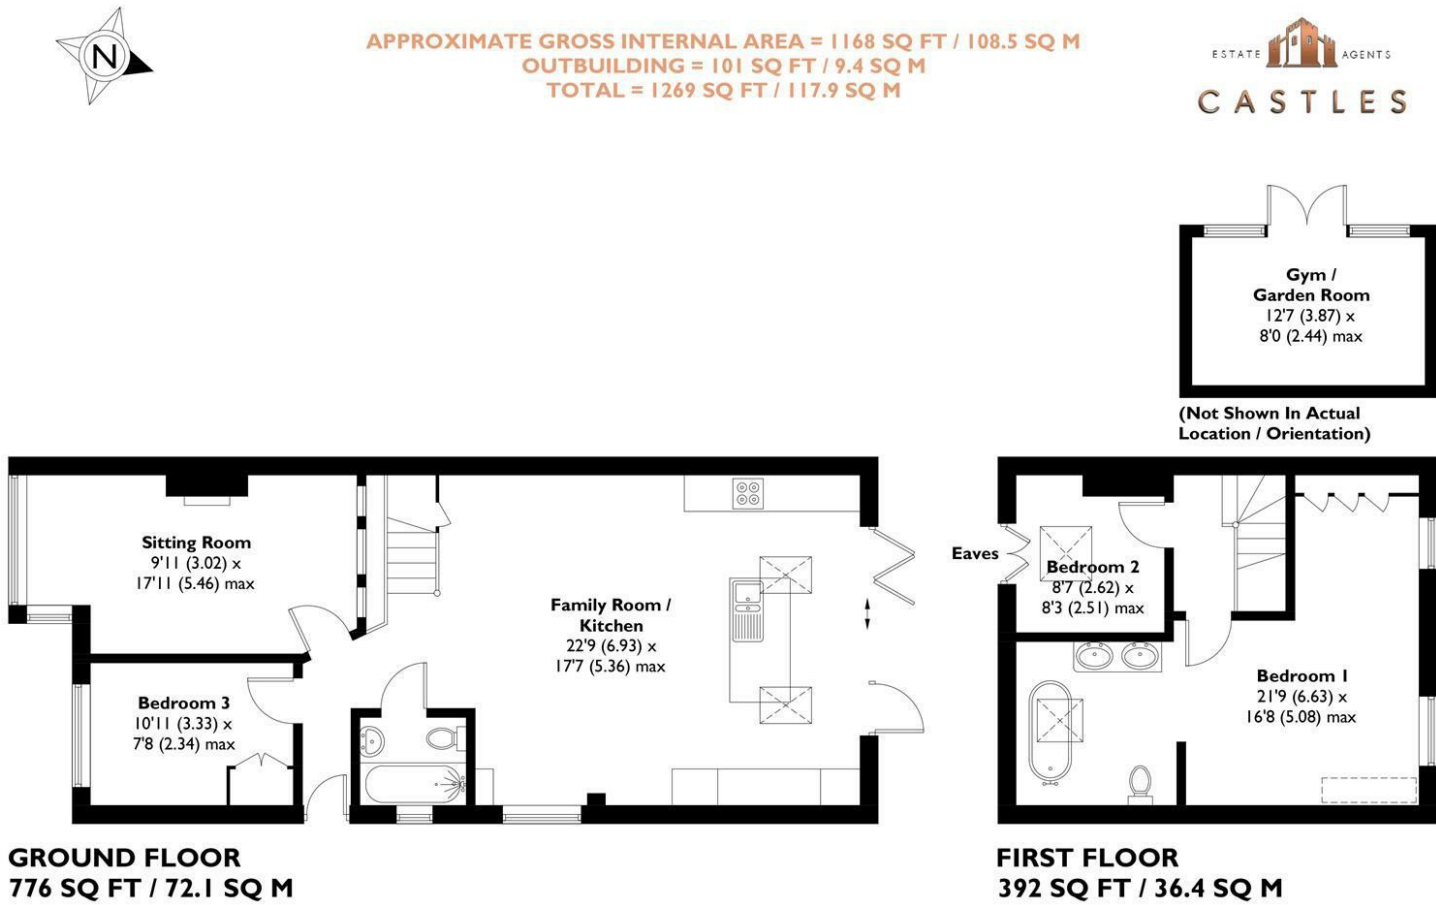 N
APPROXIMATE GROSS INTERNAL AREA = 1168 SQ FT / 108.5 SQ M
OUTBUILDING = 101 SQ FT / 9.4 SQ M
TOTAL = 1269 SQ FT / 117.9 SQ M
ESTATE AGENTS
CASTLES
Gym /
Garden Room
12'7 (3.87) x
8'0 (2.44) max
(Not Shown In Actual
Location / Orientation)
Sitting Room
9'11 (3.02) x
17'11 (5.46) max
Bedroom 3
10'11 (3.33) x
7'8 (2.34) max
Family Room /
Kitchen
22'9 (6.93) x
17'7 (5.36) max
Eaves
Bedroom 2
8'7 (2.62) x
8'3 (2.51) max
Bedroom 1
21'9 (6.63) x
16'8 (5.08) max
GROUND FLOOR
776 SQ FT / 72.1 SQ M
FIRST FLOOR
392 SQ FT / 36.4 SQ M